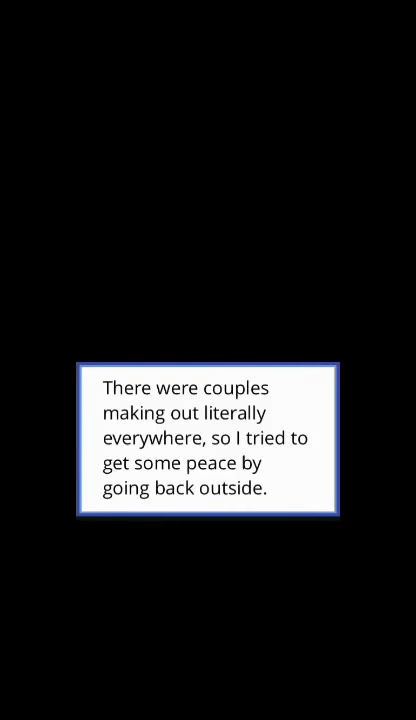 There were couples
making out literally
everywhere, so I tried to
get some peace by
going back outside.